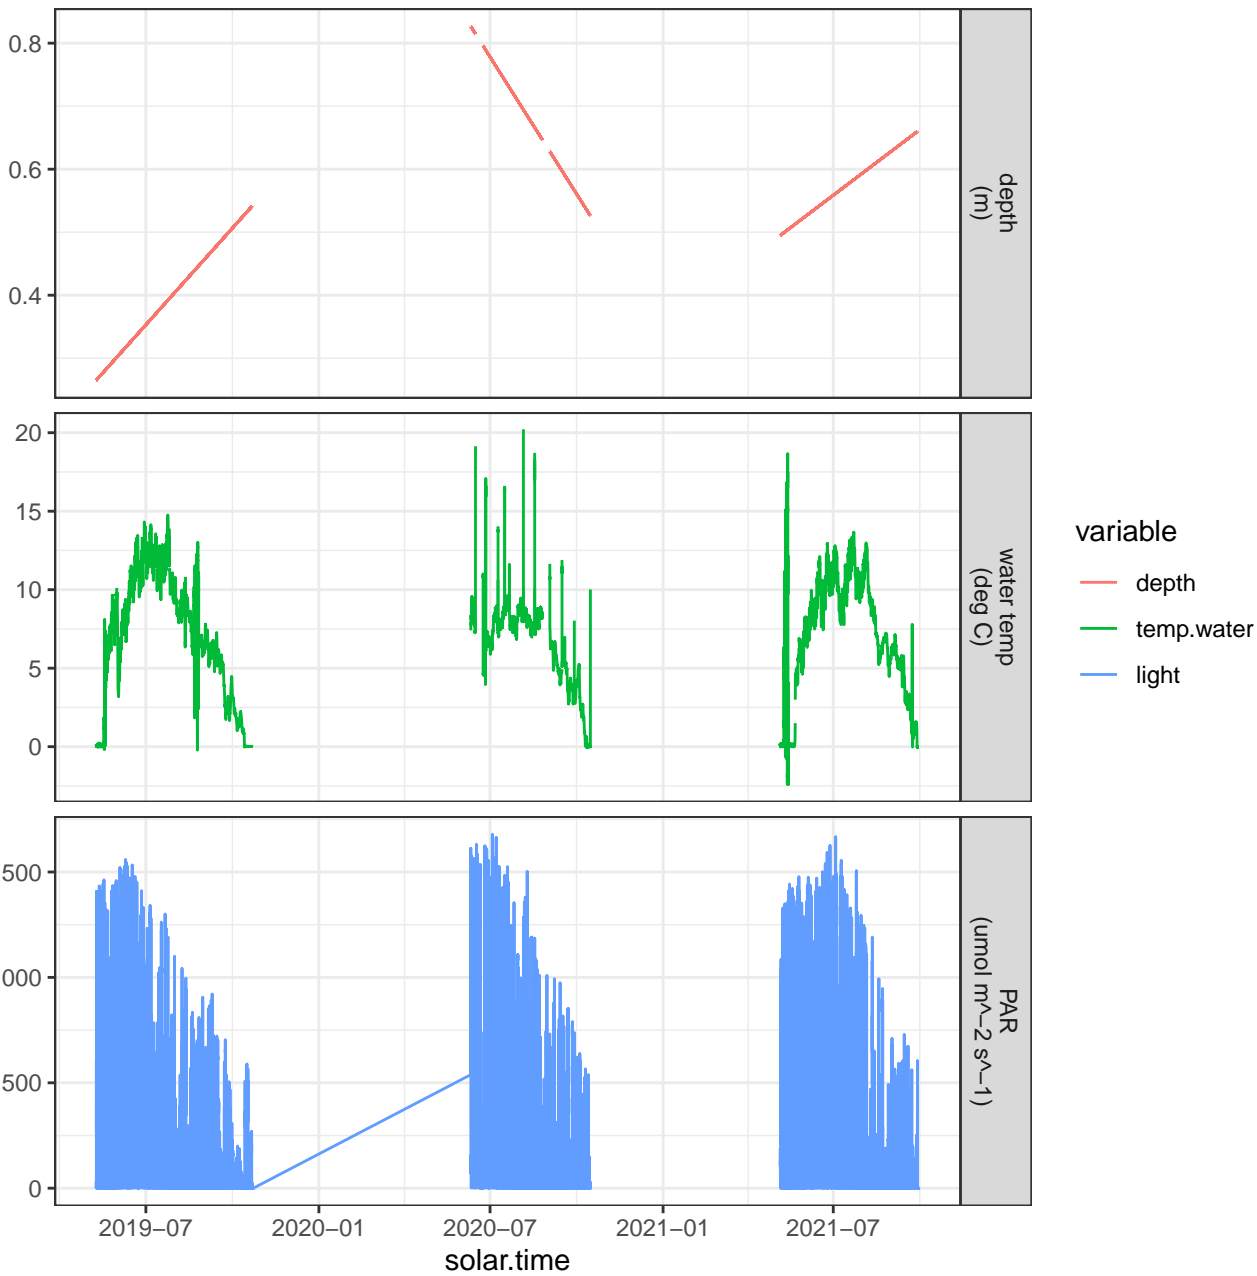 0.8
0.6
0.4
depth
(m)
20
15
10
5
0
water temp
(deg C)
500
000
500
0
PAR
(umol m^−2 s^−1)
2019−07
2020−01
2020−07
2021−01
2021−07
solar.time
variable
depth
temp.water
light